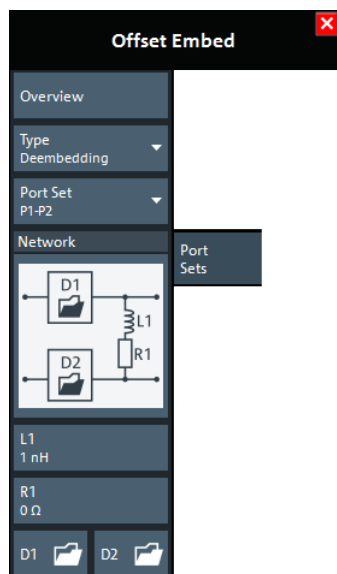 Offset Embed
Overview
Type
Deembedding
Port Set
P1-P2
Network
Port
Sets
D1
L1
R1
D2
L1
1 nH
R1
0 Ω
D1 D2